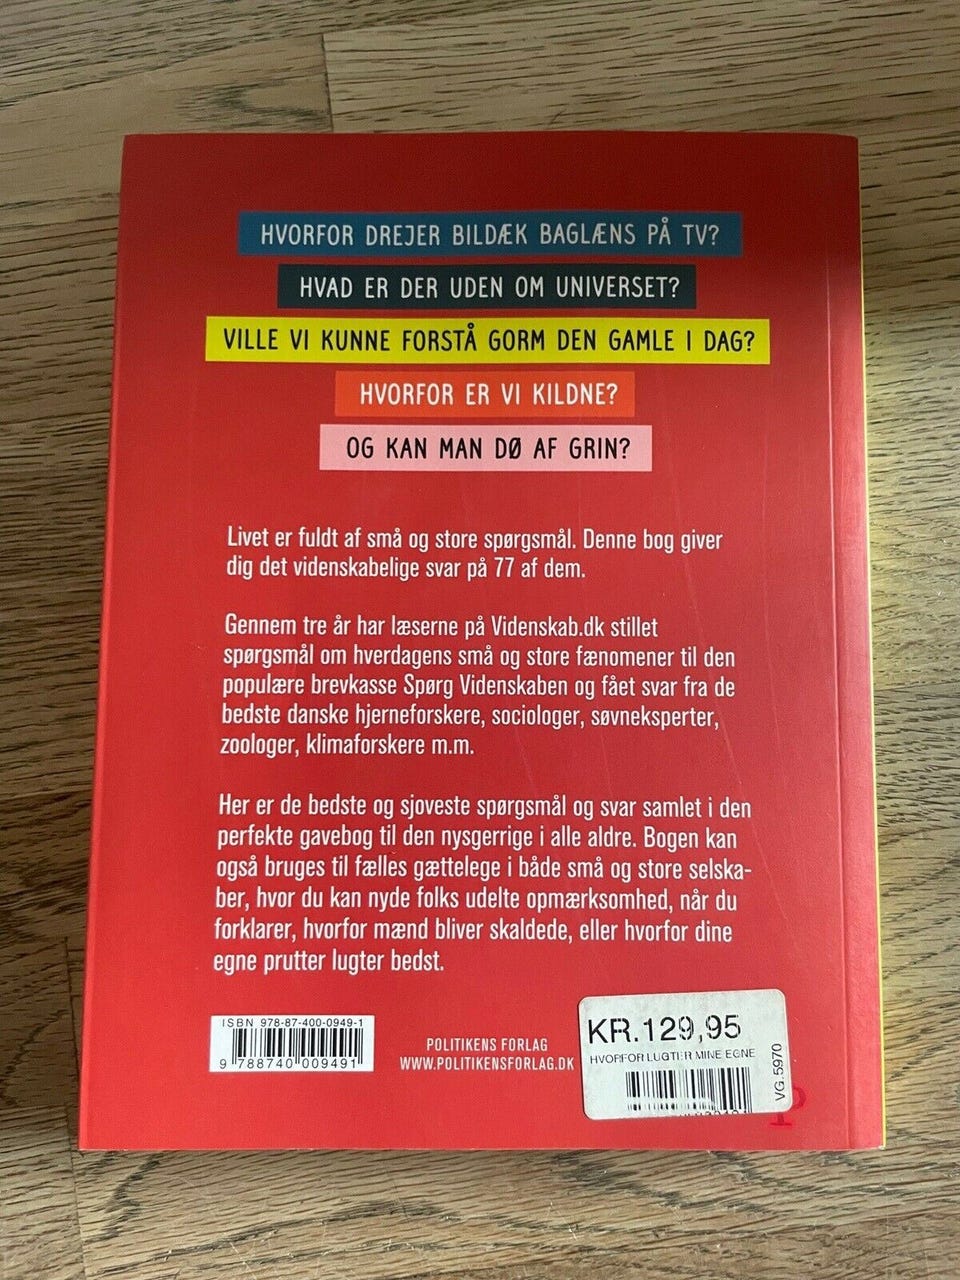 HVORFOR DREJER BILDÆK BAGLÆNS PÅ TV?
HVAD ER DER UDEN OM UNIVERSET?
VILLE VI KUNNE FORSTÅ GORM DEN GAMLE I DAG?
HVORFOR ER VI KILDNE?
OG KAN MAN DØ AF GRIN?
Livet er fuldt af små og store spørgsmål. Denne bog giver
dig det videnskabelige svar på 77 af dem.
Gennem tre år har læserne på Videnskab.dk stillet
spørgsmål om hverdagens små og store fænomener til den
populære brevkasse Spørg Videnskaben og fået svar fra de
bedste danske hjerneforskere, sociologer, søvneksperter,
zoologer, klimaforskere m.m.
Her er de bedste og sjoveste spørgsmål og svar samlet i den
perfekte gavebog til den nysgerrige i alle aldre. Bogen kan
også bruges til fælles gættelege i både små og store selska-
ber, hvor du kan nyde folks udelte opmærksomhed, når du
forklarer, hvorfor mænd bliver skaldede, eller hvorfor dine
egne prutter lugter bedst.
ISBN 978-87-400-0949-1
9 788740 009491
POLITIKENS FORLAG
WWW.POLITIKENSFORLAG.DK
KR.129,95
HVORFOR LUGTER MINE EGNE
VG.5970